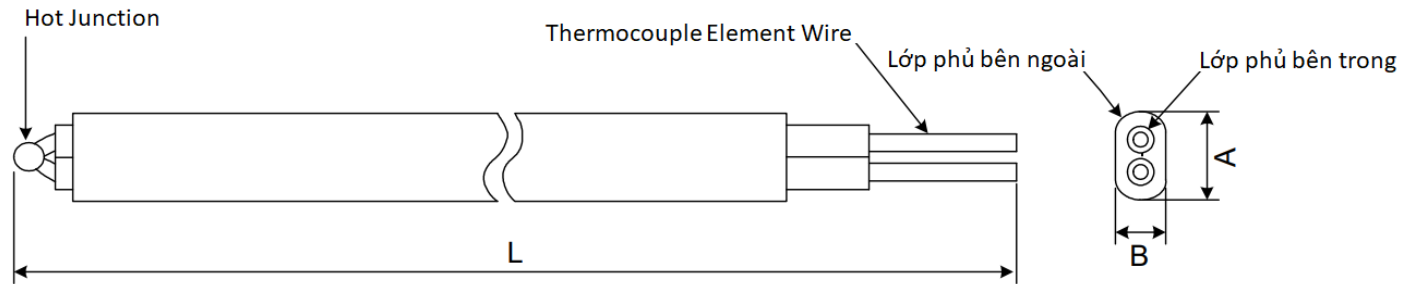 Hot Junction
Thermocouple Element Wire
Lớp phủ bên ngoài
Lớp phủ bên trong
A
B
L